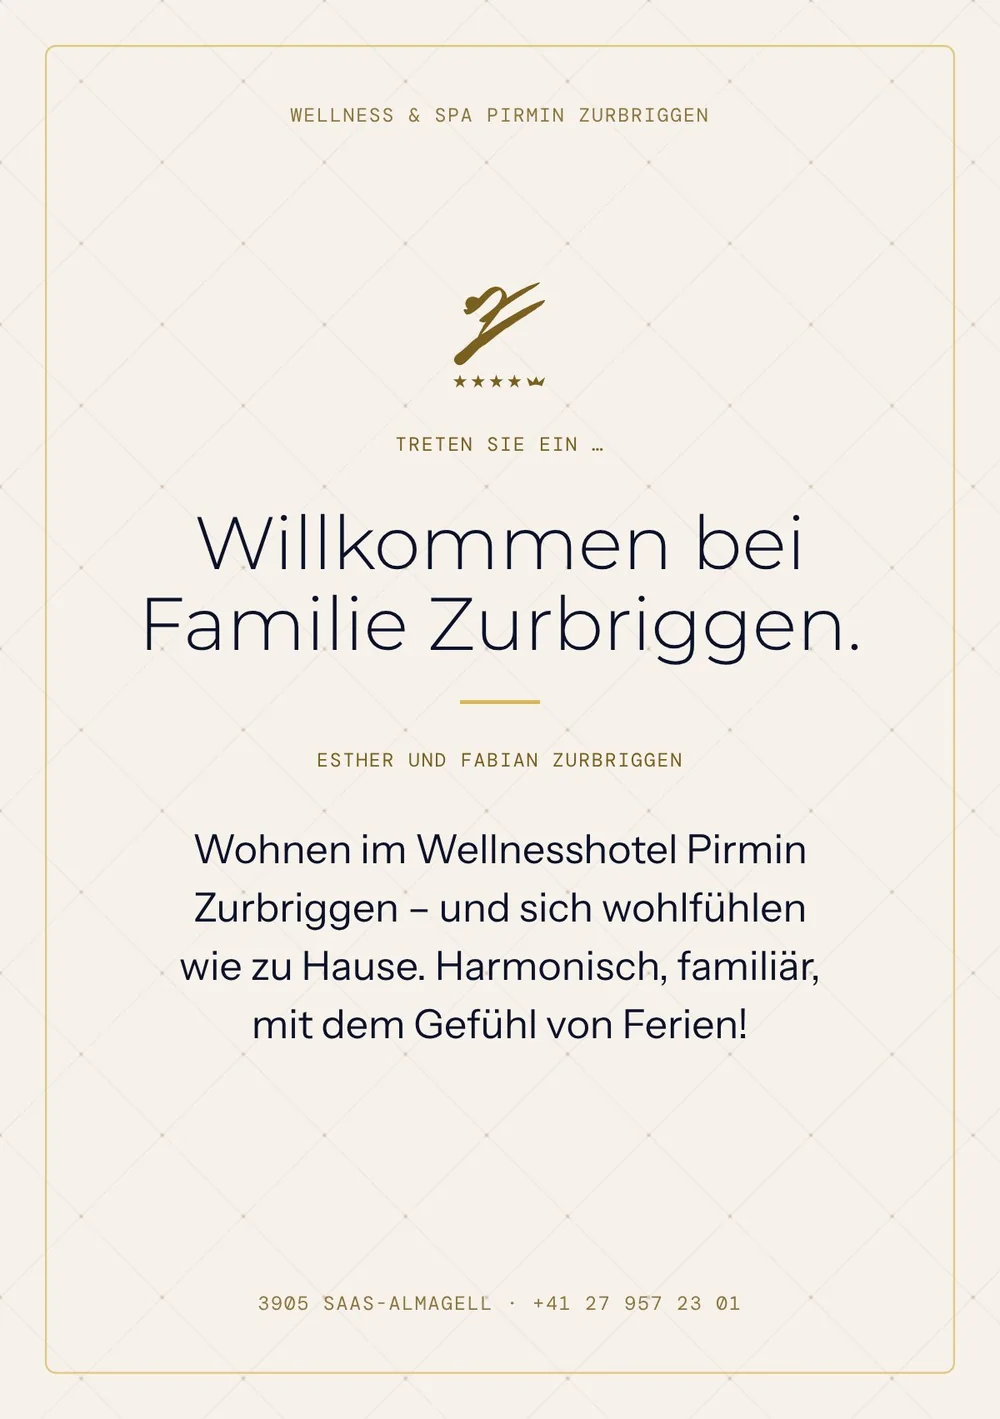 WELLNESS & SPA PIRMIN ZURBRIGGEN
TRETEN SIE EIN …
Willkommen bei
Familie Zurbriggen.
ESTHER UND FABIAN ZURBRIGGEN
Wohnen im Wellnesshotel Pirmin
Zurbriggen – und sich wohlfühlen
wie zu Hause. Harmonisch, familiär,
mit dem Gefühl von Ferien!
3905 SAAS-ALMAGELL · +41 27 957 23 01